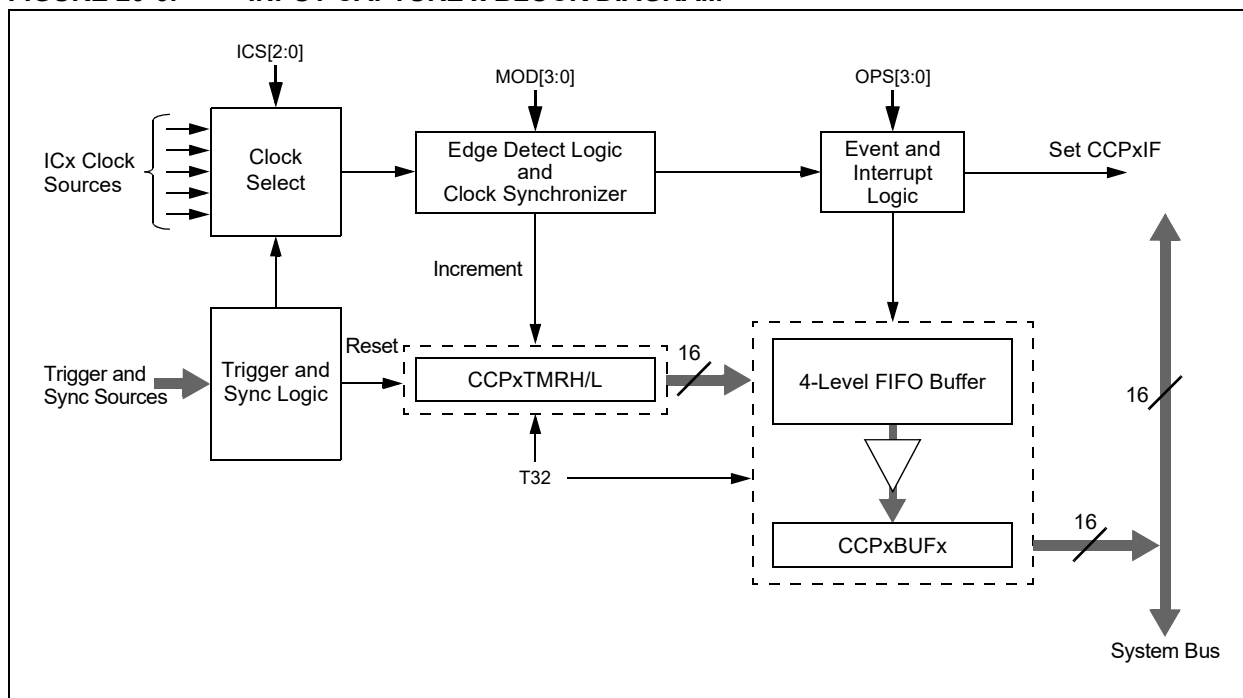 ICS[2:0]
MOD[3:0]
OPS[3:0]
ICx Clock
Sources
Clock
Select
Edge Detect Logic
and
Clock Synchronizer
Event and
Interrupt
Logic
Set CCPxIF
Increment
Trigger and
Sync Sources
Trigger and
Sync Logic
Reset
CCPxTMRH/L
16
4-Level FIFO Buffer
16
T32
CCPxBUFx
16
System Bus